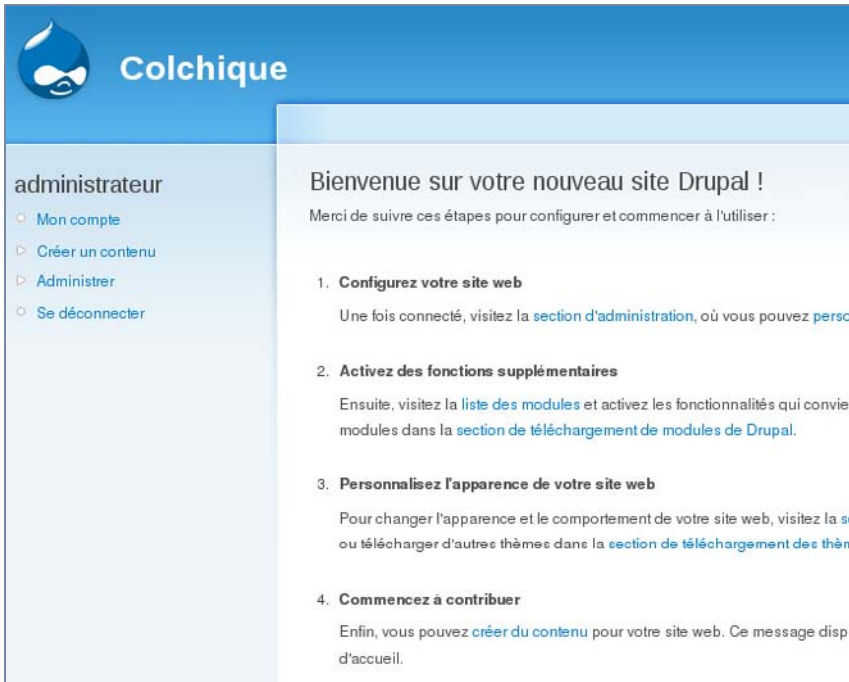 Colchique
administrateur
Mon compte
Créer un contenu
Administrer
Se déconnecter
Bienvenue sur votre nouveau site Drupal !
Merci de suivre ces étapes pour configurer et commencer à l'utiliser :
1. Configurez votre site web
Une fois connecté, visitez la section d'administration, où vous pouvez
2. Activez des fonctions supplémentaires
Ensuite, visitez la liste des modules et activez les fonctionnalités qui
modules dans la section de téléchargement de modules de Drupal.
3. Personnalisez l'apparence de votre site web
Pour changer l'apparence et le comportement de votre site web, visitez la
ou télécharger d'autres thèmes dans la section de téléchargement des
4. Commencez à contribuer
Enfin, vous pouvez créer du contenu pour votre site web. Ce message
d'accueil.